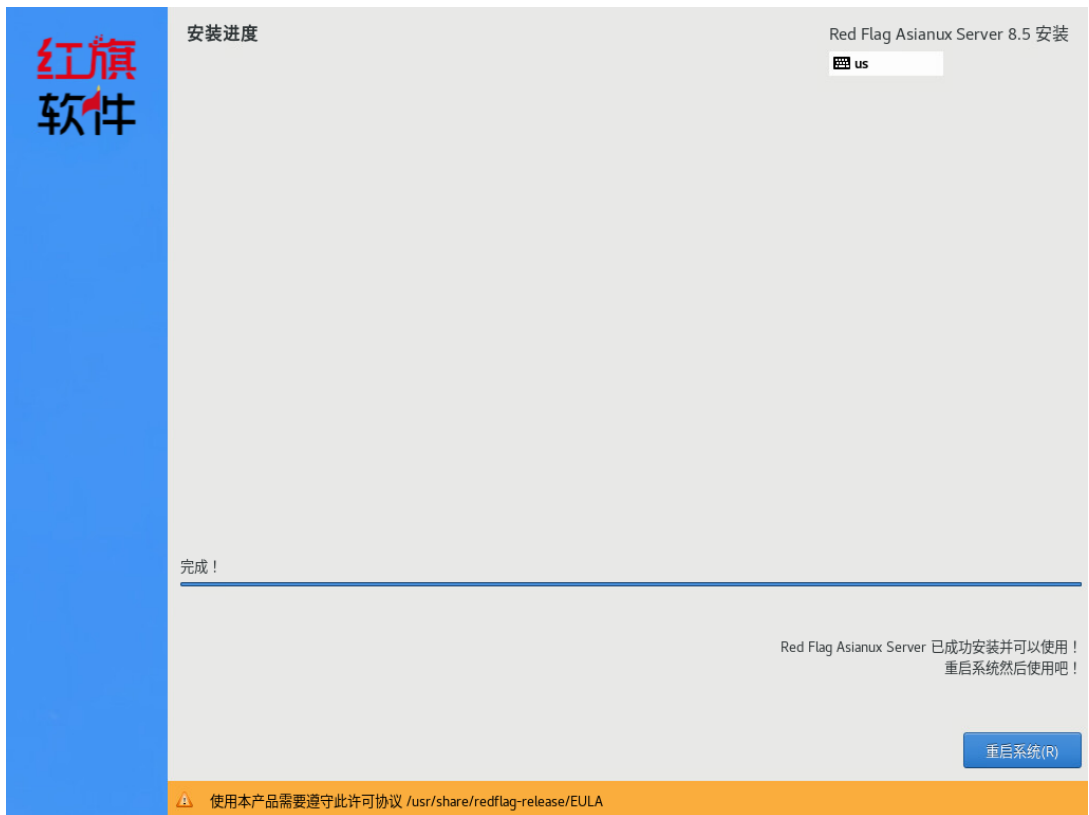 红旗
软件
安装进度
Red Flag Asianux Server 8.5 安装
us
完成！
Red Flag Asianux Server 已成功安装并可以使用！
重启系统然后使用吧！
重启系统(R)
使用本产品需要遵守此许可协议 /usr/share/redflag-release/EULA